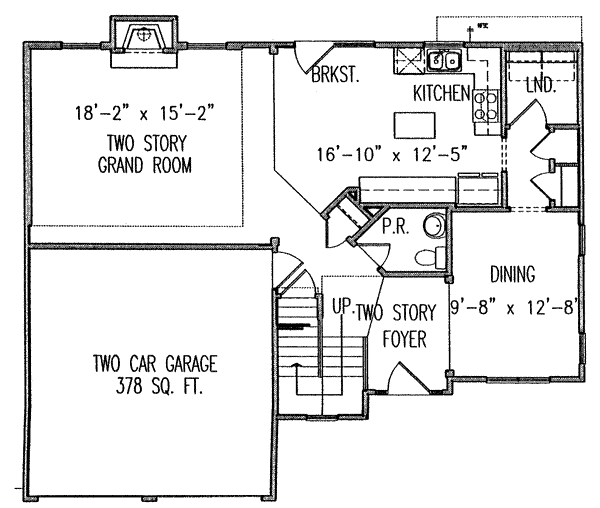 BRKST.
KITCHEN
LND.
18'-2" x 15'-2"
TWO STORY
GRAND ROOM
16'-10" x 12'-5"
P.R.
DINING
9'-8" x 12'-8'
UP.
TWO STORY
FOYER
TWO CAR GARAGE
378 SQ. FT.